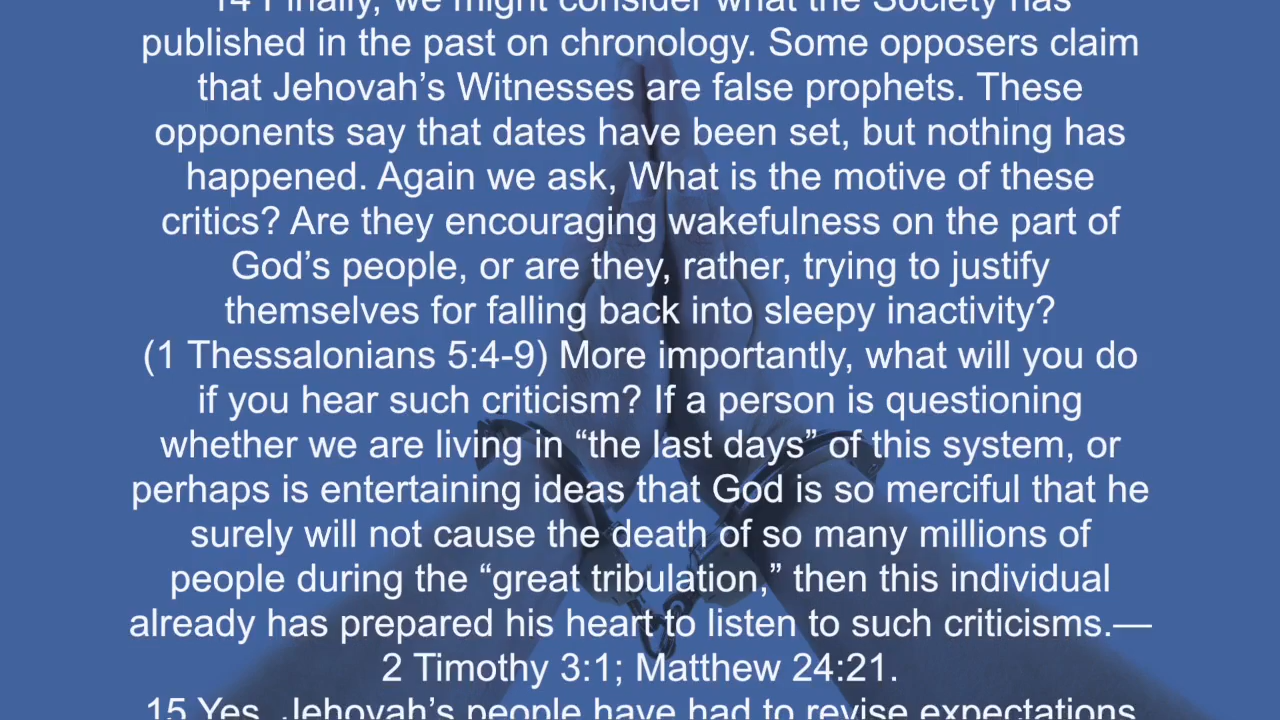 14 Finally, we might consider what the Society has
published in the past on chronology. Some opposers claim
that Jehovah’s Witnesses are false prophets. These
opponents say that dates have been set, but nothing has
happened. Again we ask, What is the motive of these
critics? Are they encouraging wakefulness on the part of
God’s people, or are they, rather, trying to justify
themselves for falling back into sleepy inactivity?
(1 Thessalonians 5:4-9) More importantly, what will you do
if you hear such criticism? If a person is questioning
whether we are living in “the last days” of this system, or
perhaps is entertaining ideas that God is so merciful that he
surely will not cause the death of so many millions of
people during the “great tribulation,” then this individual
already has prepared his heart to listen to such criticisms.—
2 Timothy 3:1; Matthew 24:21.
15 Yes, Jehovah’s people have had to revise expectations